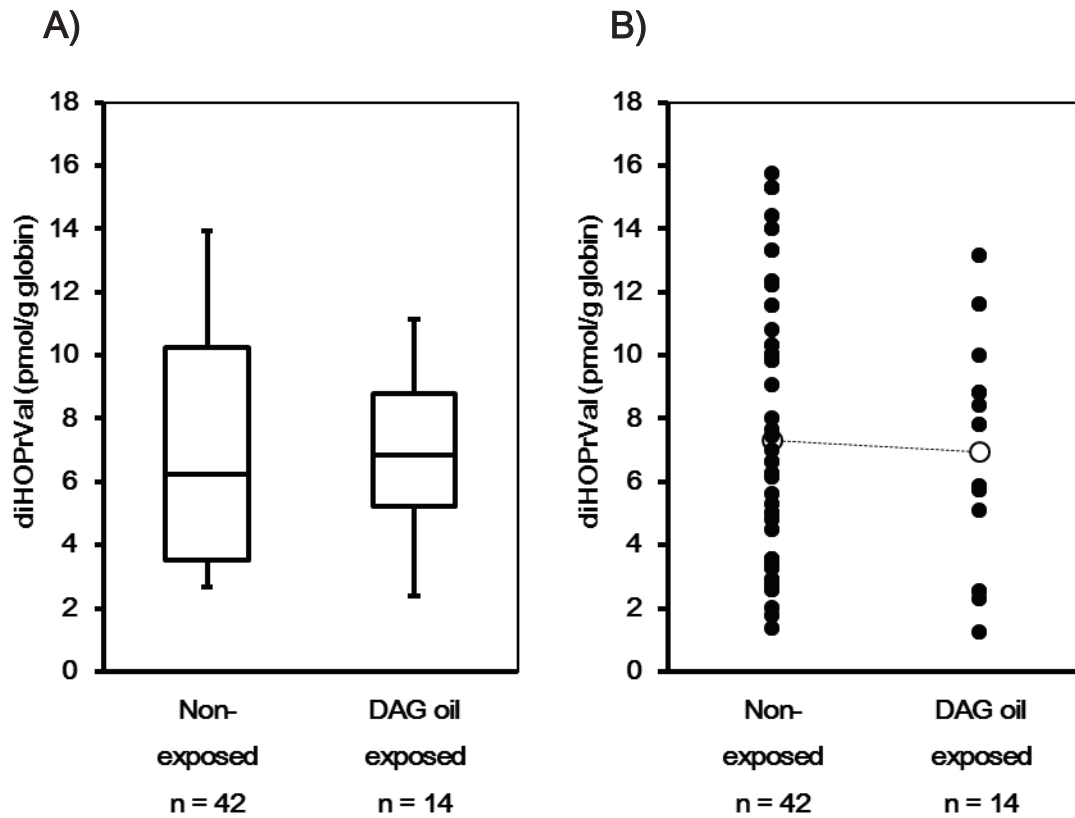 A)
18
16
14
12
10
8
6
4
2
0
diHOPrVal (pmol/g globin)
Non-
exposed
n = 42
DAG oil
exposed
n = 14
B)
18
16
14
12
10
8
6
4
2
0
diHOPrVal (pmol/g globin)
Non-
exposed
n = 42
DAG oil
exposed
n = 14